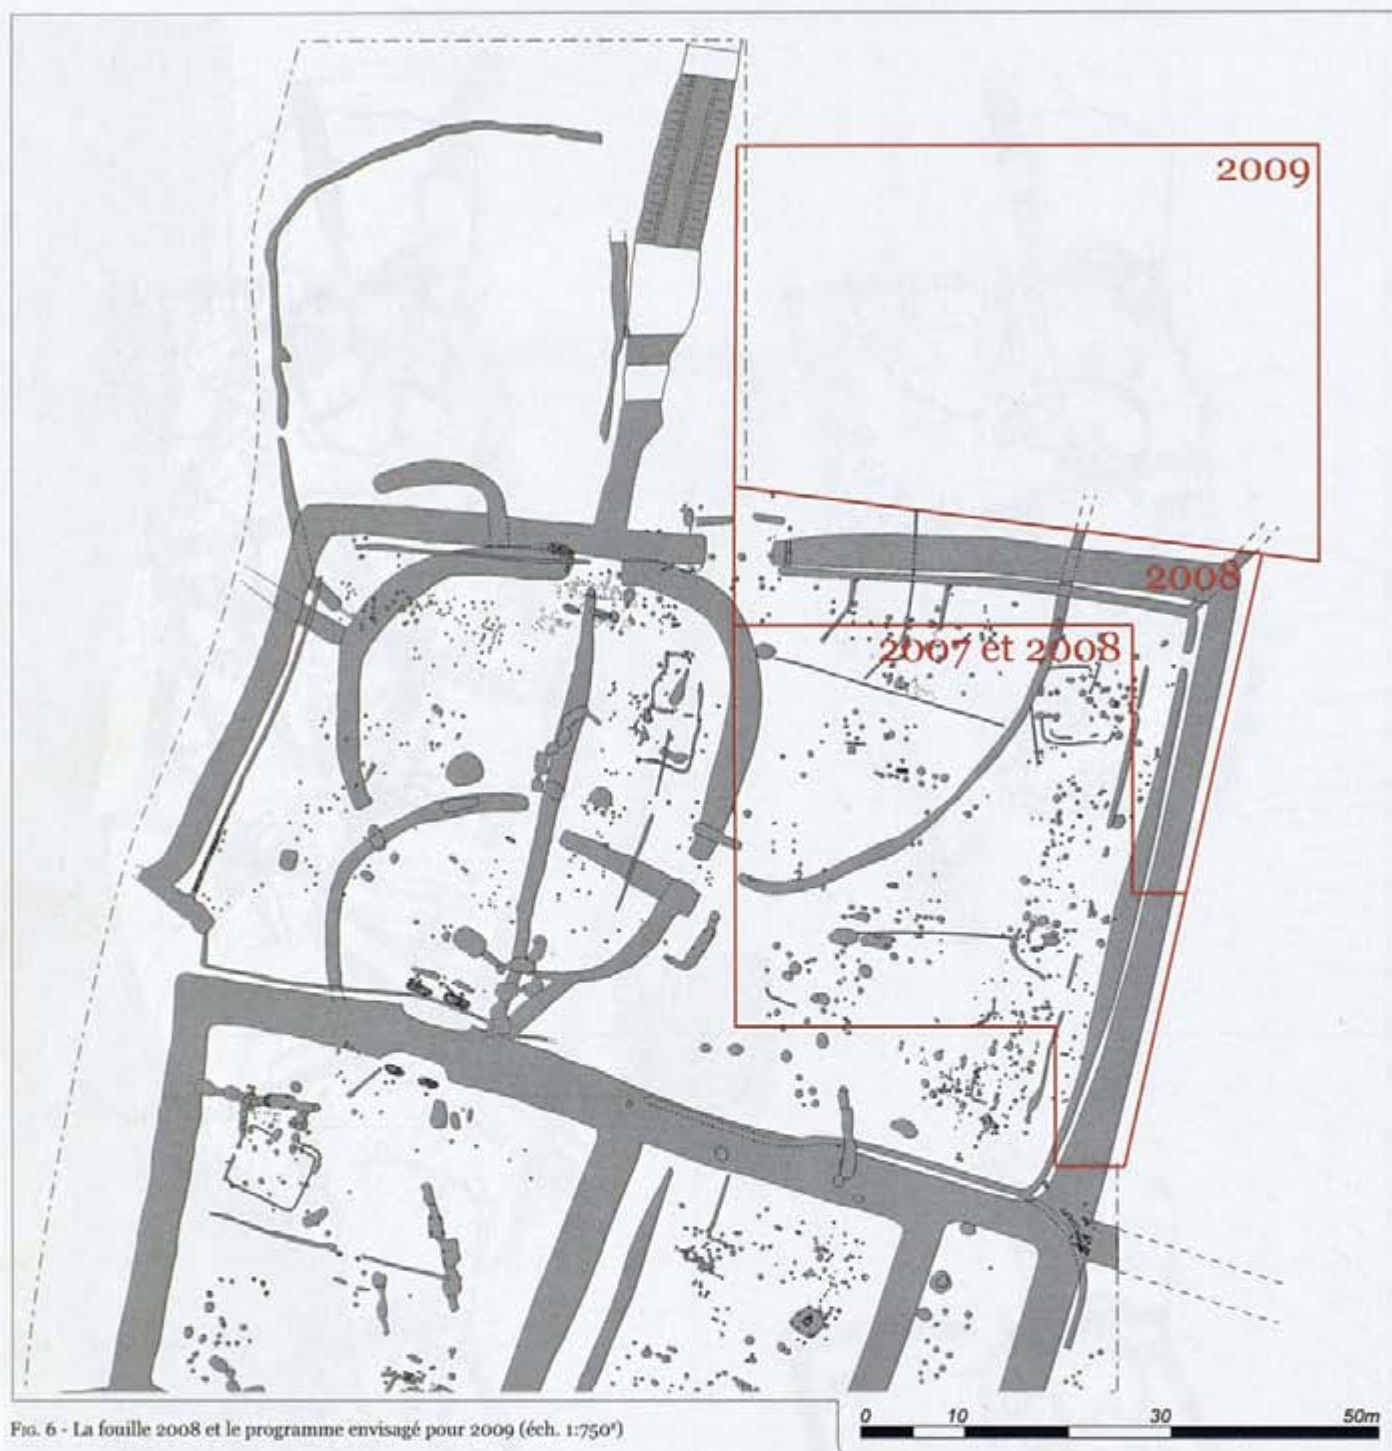 2009
2008
2007 et 2008
FIG. 6 - La fouille 2008 et le programme envisagé pour 2009 (éch. 1:750ᵉ)
0 10 30 50m